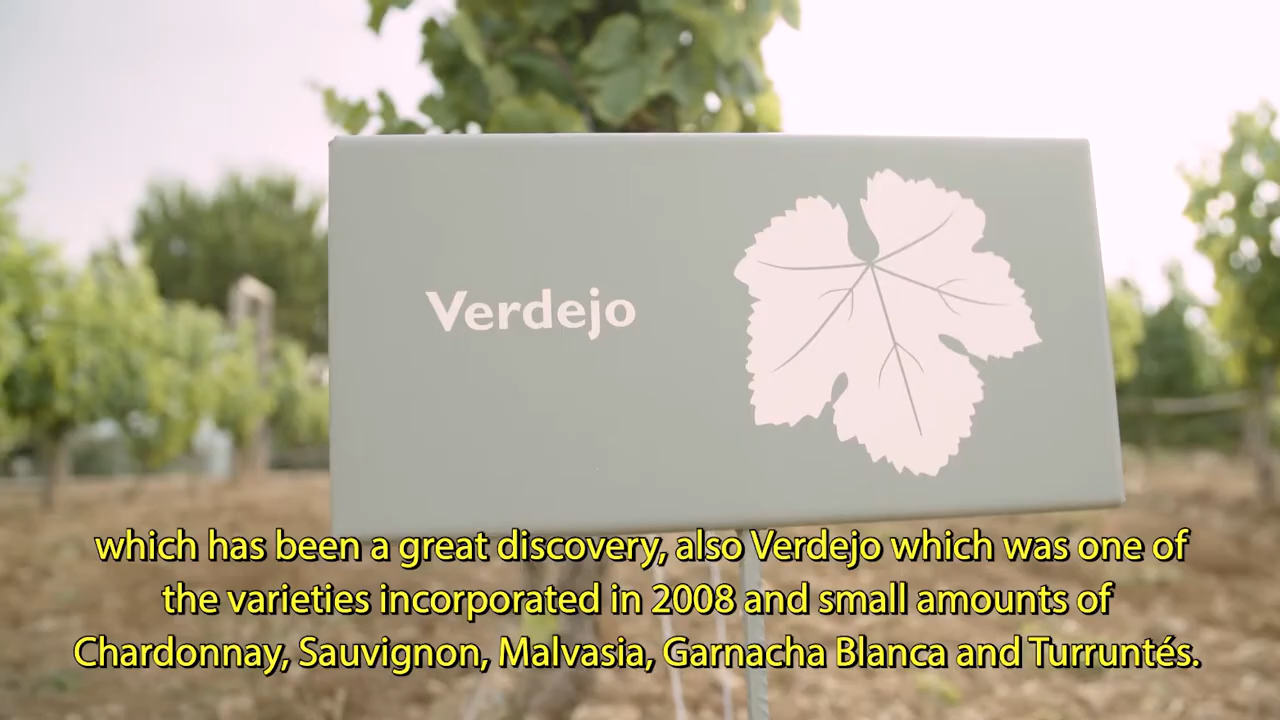 Verdejo
which has been a great discovery, also Verdejo which was one of
the varieties incorporated in 2008 and small amounts of
Chardonnay, Sauvignon, Malvasia, Garnacha Blanca and Turruntés.